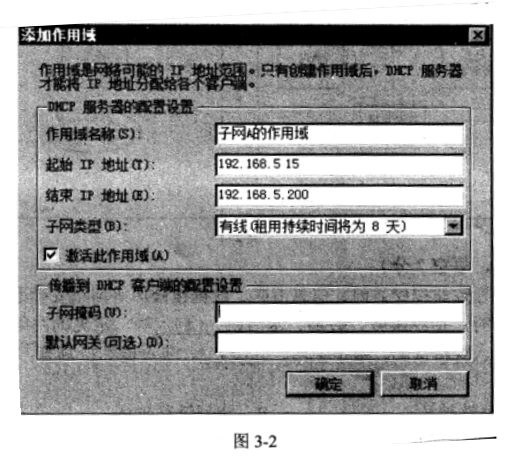 添加作用域
作用域是网络可能的 IP 地址范围。只有创建作用域后，DHCP 服务器
才能将 IP 地址分配给各个客户端。
DHCP 服务器的配置设置
作用域名称(S):
子网A的作用域
起始 IP 地址(T):
192.168.5 15
结束 IP 地址(E):
192.168.5.200
子网类型(B):
有线(租用持续时间将为 8 天)
激活此作用域(A)
传播到 DHCP 客户端的配置设置
子网掩码(U):
默认网关(可选)(D):
确定
取消
图 3-2